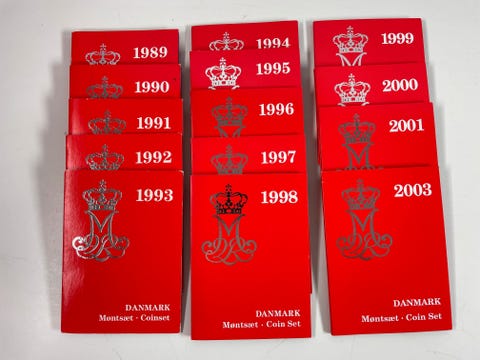 1989
1990
1991
1992
1993
DANMARK
Møntsæt · Coinset
1994
1995
1996
1997
1998
DANMARK
Møntsæt · Coin Set
1999
2000
2001
2003
DANMARK
Møntsæt · Coin Set